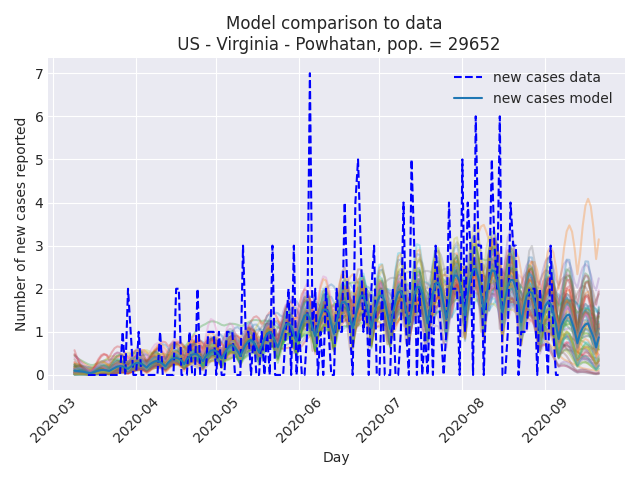 Model comparison to data
US - Virginia - Powhatan, pop. = 29652
new cases data
new cases model
Number of new cases reported
7
6
5
4
3
2
1
0
2020-03
2020-04
2020-05
2020-06
2020-07
2020-08
2020-09
Day